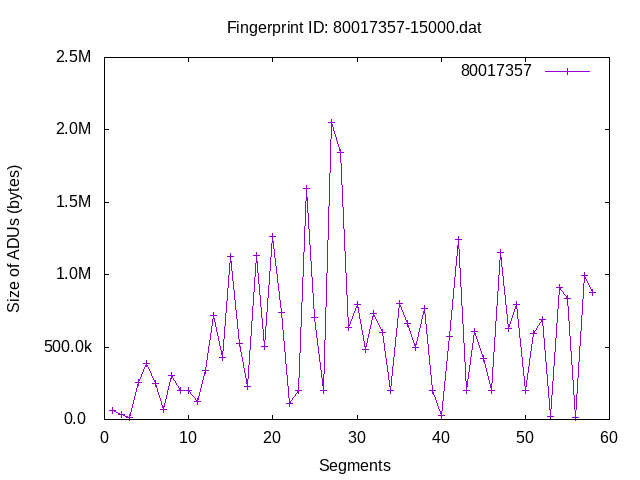 Fingerprint ID: 80017357-15000.dat
80017357
2.5M
2.0M
1.5M
1.0M
500.0k
0.0
Size of ADUs (bytes)
0 10 20 30 40 50 60
Segments